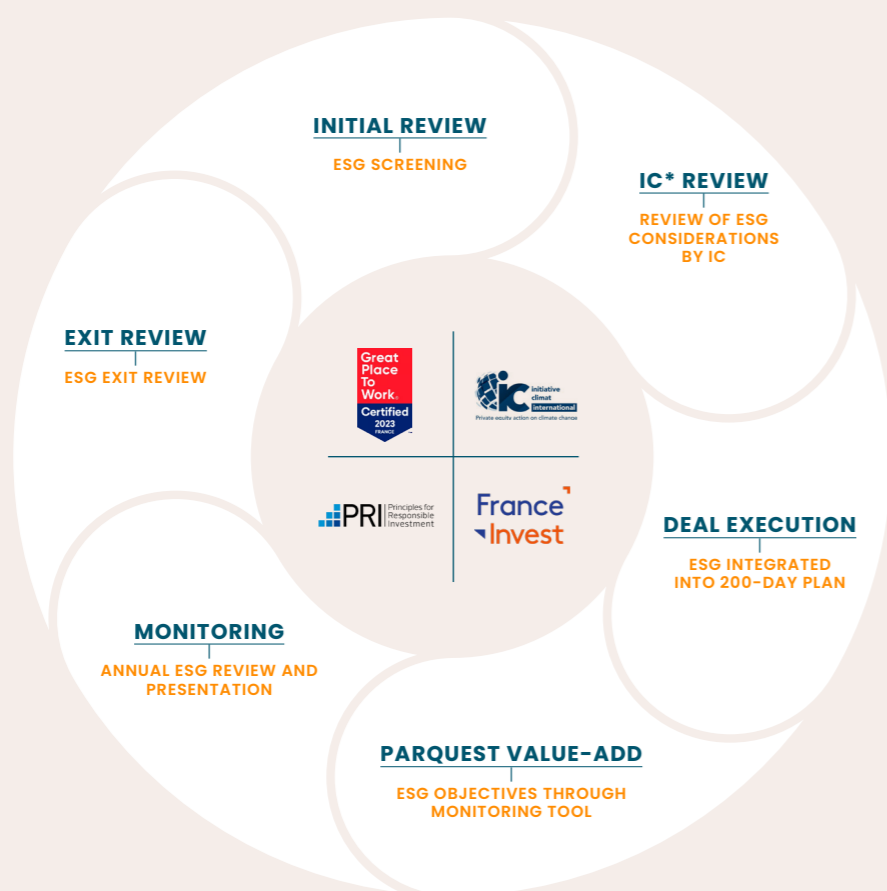 INITIAL REVIEW
ESG SCREENING
IC* REVIEW
REVIEW OF ESG
CONSIDERATIONS
BY IC
DEAL EXECUTION
ESG INTEGRATED
INTO 200-DAY PLAN
PARQUEST VALUE-ADD
ESG OBJECTIVES THROUGH
MONITORING TOOL
MONITORING
ANNUAL ESG REVIEW AND
PRESENTATION
EXIT REVIEW
ESG EXIT REVIEW
Great
Place
To
Work®
Certified
2023
FRANCE
™
iC
initiative
climat
international
Private equity action on climate change
PRI
Principles for
Responsible
Investment
France
Invest